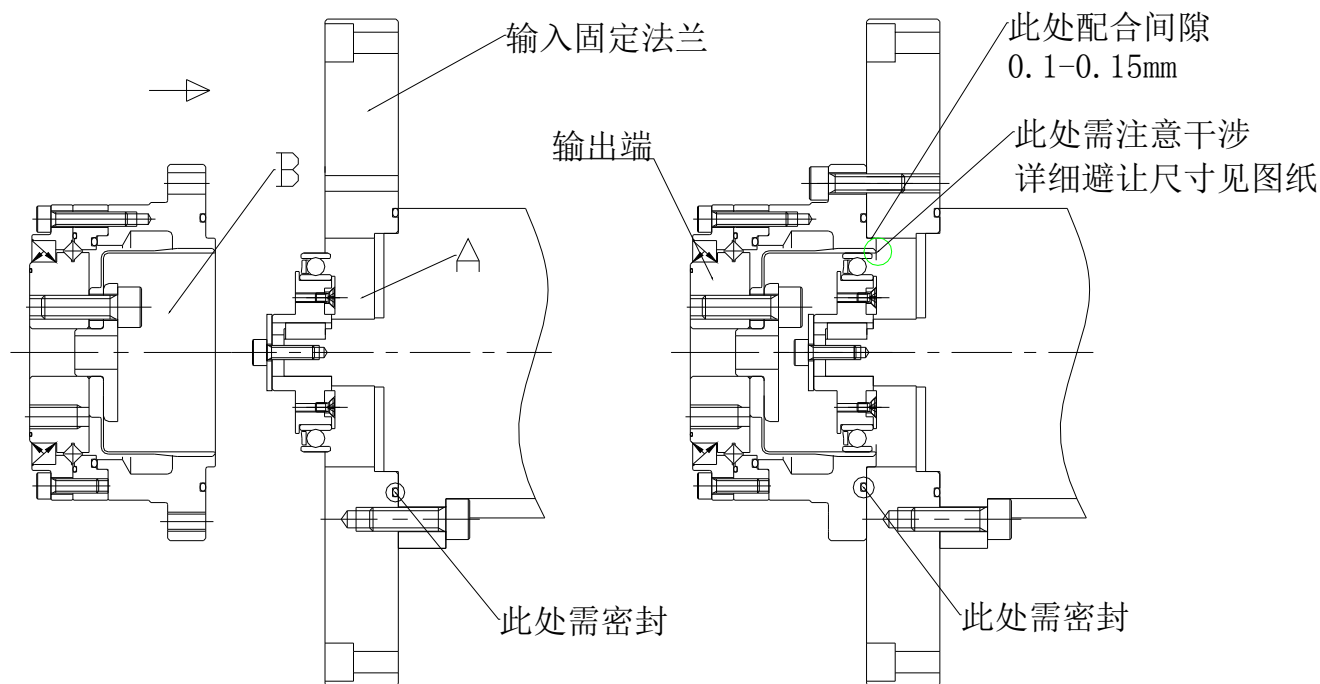 输入固定法兰
此处配合间隙
0.1-0.15mm
输出端
此处需注意干涉
详细避让尺寸见图纸
B
A
此处需密封
此处需密封